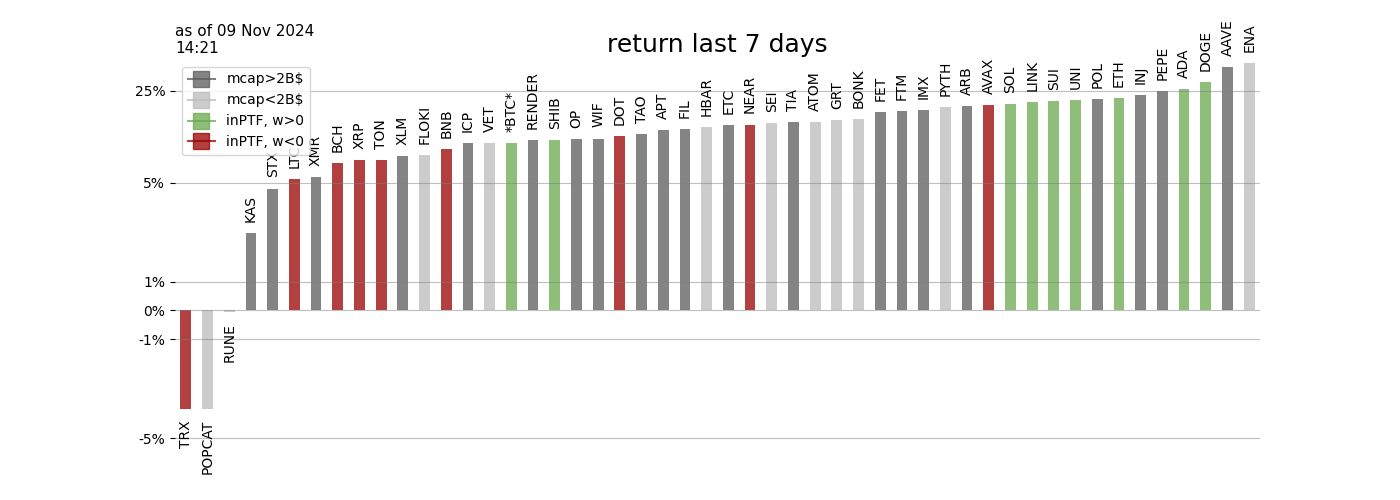 as of 09 Nov 2024
14:21
return last 7 days
mcap>2B$
mcap<2B$
inPTF, w>0
inPTF, w<0
25%
5%
1%
0%
-1%
-5%
TRX
POPCAT
RUNE
KAS
STX
LTC
XMR
BCH
XRP
TON
XLM
FLOKI
BNB
ICP
VET
*BTC*
RENDER
SHIB
OP
WIF
DOT
TAO
APT
FIL
HBAR
ETC
NEAR
SEI
TIA
ATOM
GRT
BONK
FET
FTM
IMX
PYTH
ARB
AVAX
SOL
LINK
SUI
UNI
POL
ETH
INJ
PEPE
ADA
DOGE
AAVE
ENA